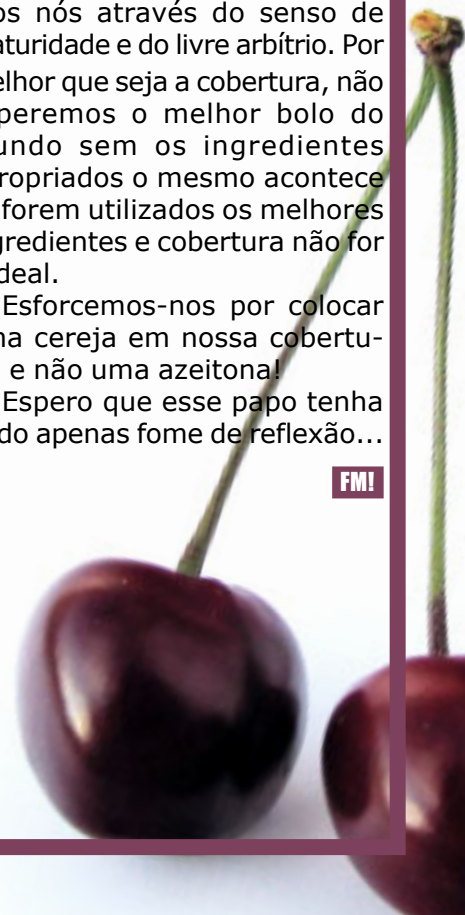 os nós através do senso de
aturidade e do livre arbítrio. Por
elhor que seja a cobertura, não
peremos o melhor bolo do
undo sem os ingredientes
ropriados o mesmo acontece
forem utilizados os melhores
gredientes e cobertura não for
deal.
Esforcemos-nos por colocar
na cereja em nossa cobertu-
e não uma azeitona!
Espero que esse papo tenha
do apenas fome de reflexão...
FM!